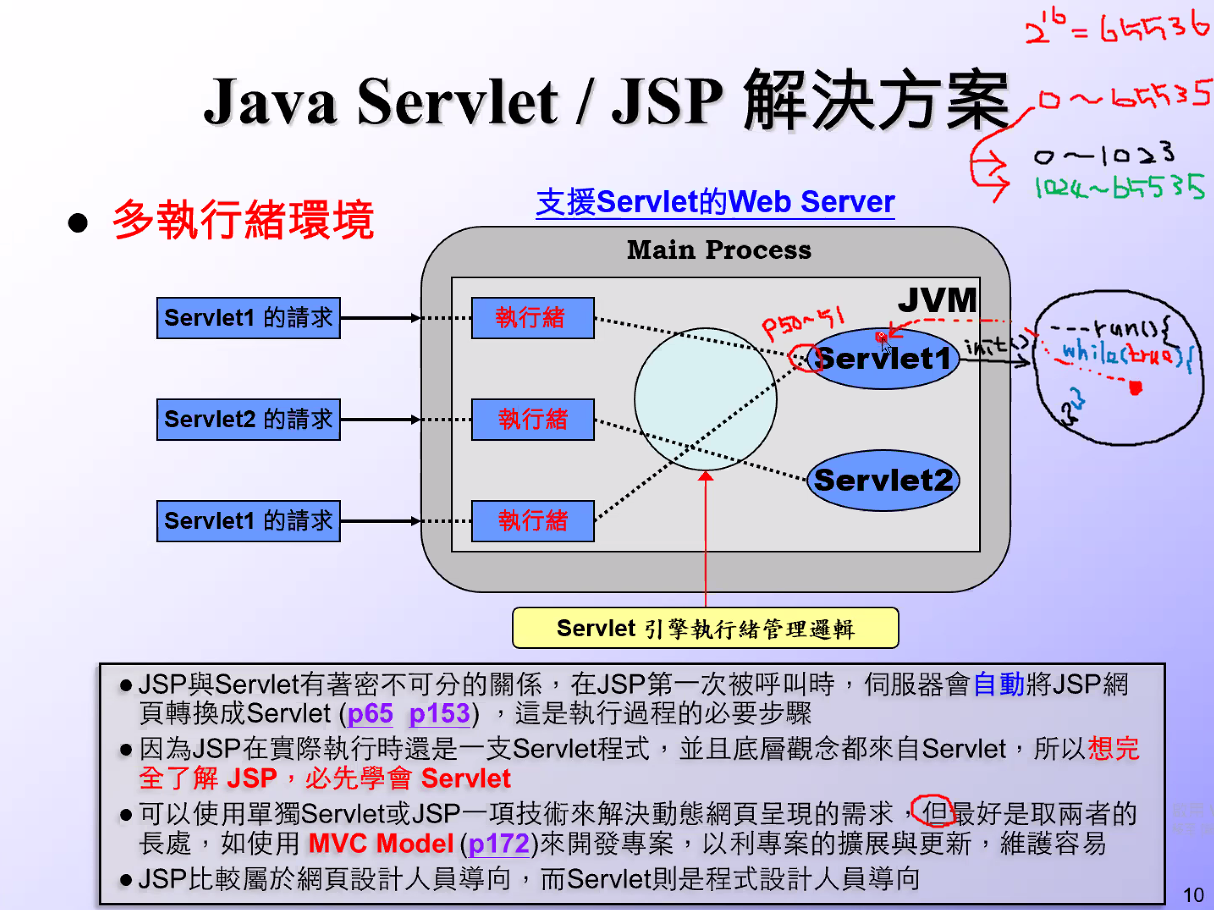 2^16 = 65536
Java Servlet / JSP 解決方案
0～65535
0～1023
1024～65535
● 多執行緒環境
支援Servlet的Web Server
Main Process
JVM
Servlet1 的請求
執行緒
P50~51
Servlet1
init()
---run(){
while(true){
}
}
Servlet2 的請求
執行緒
Servlet2
Servlet1 的請求
執行緒
Servlet 引擎執行緒管理邏輯
●JSP與Servlet有著密不可分的關係，在JSP第一次被呼叫時，伺服器會自動將JSP網
頁轉換成Servlet (p65 p153) ，這是執行過程的必要步驟
●因為JSP在實際執行時還是一支Servlet程式，並且底層觀念都來自Servlet，所以想完
全了解 JSP，必先學會 Servlet
●可以使用單獨Servlet或JSP一項技術來解決動態網頁呈現的需求，但最好是取兩者的
長處，如使用 MVC Model (p172)來開發專案，以利專案的擴展與更新，維護容易
●JSP比較屬於網頁設計人員導向，而Servlet則是程式設計人員導向
10